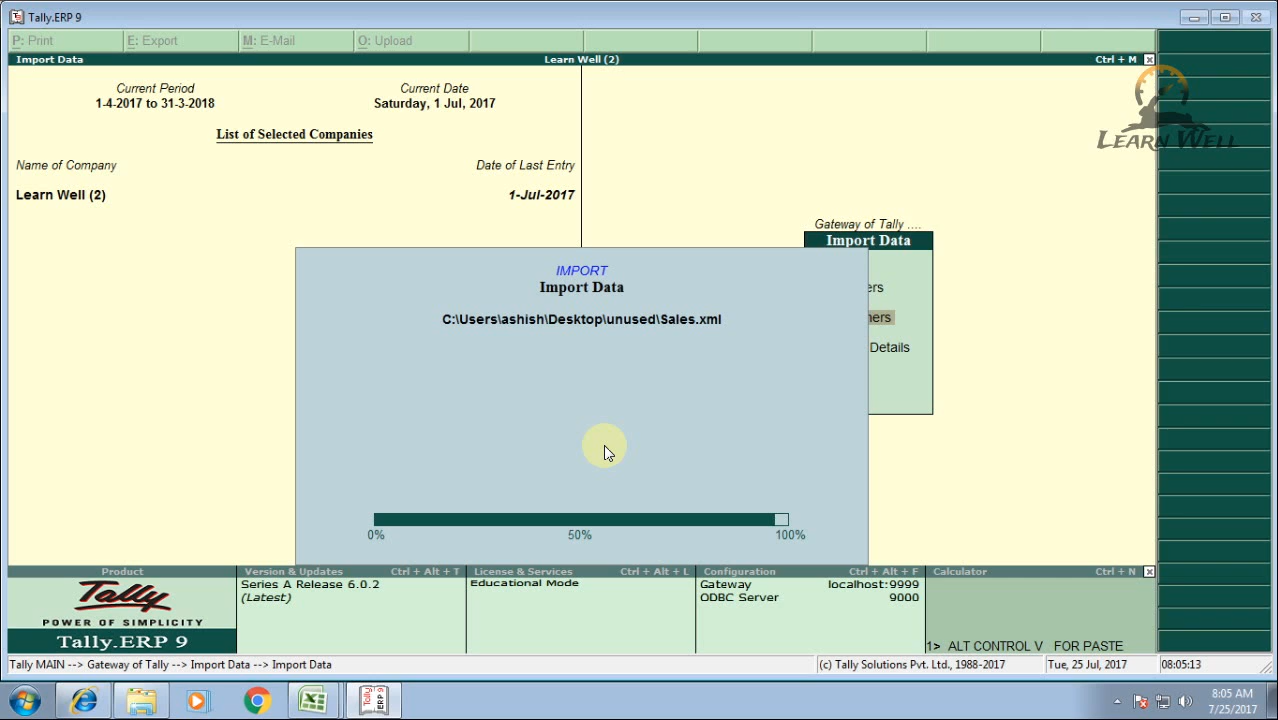 Tally.ERP 9
P: Print
E: Export
M: E-Mail
O: Upload
Import Data
Learn Well (2)
Ctrl + M
Current Period
1-4-2017 to 31-3-2018
Current Date
Saturday, 1 Jul, 2017
LEARN WELL
List of Selected Companies
Name of Company
Date of Last Entry
Learn Well (2)
1-Jul-2017
Gateway of Tally ....
Import Data
IMPORT
Import Data
C:\Users\ashish\Desktop\unused\Sales.xml
ers
hers
Details
0%
50%
100%
Product
Version & Updates
Ctrl + Alt + T
License & Services
Ctrl + Alt + L
Configuration
Ctrl + Alt + F
Calculator
Ctrl + N
Tally
POWER OF SIMPLICITY
Tally.ERP 9
Series A Release 6.0.2
(Latest)
Educational Mode
Gateway
localhost:9999
ODBC Server
9000
1> ALT CONTROL V FOR PASTE
Tally MAIN --> Gateway of Tally --> Import Data --> Import Data
(c) Tally Solutions Pvt. Ltd., 1988-2017
Tue, 25 Jul, 2017
08:05:13
8:05 AM
7/25/2017